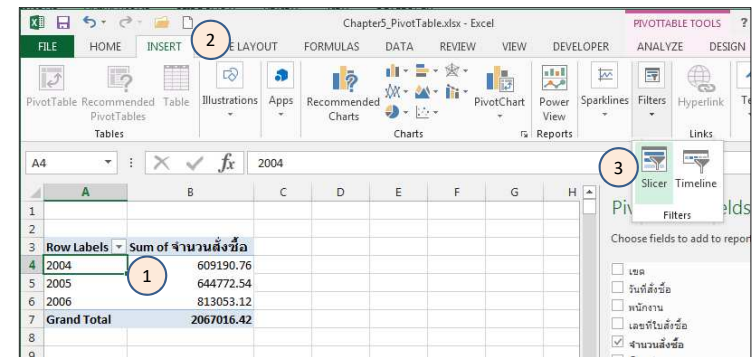 Chapter5_PivotTable.xlsx - Excel
PIVOTTABLE TOOLS ?
FILE HOME INSERT 2 E LAYOUT FORMULAS DATA REVIEW VIEW DEVELOPER ANALYZE DESIGN
PivotTable Recommended PivotTables Table Illustrations Apps Recommended Charts PivotChart Power View Sparklines Filters Hyperlink Te
Tables Charts Reports Links
A4 fx 2004
3 Slicer Timeline
Filters
A B C D E F G H
1
2
3 Row Labels Sum of จำนวนสั่งซื้อ
4 2004 609190.76
1
5 2005 644772.54
6 2006 813053.12
7 Grand Total 2067016.42
8
9
Pi elds
Choose fields to add to report
เขต
วันที่สั่งซื้อ
พนักงาน
เลขที่ใบสั่งซื้อ
จำนวนสั่งซื้อ